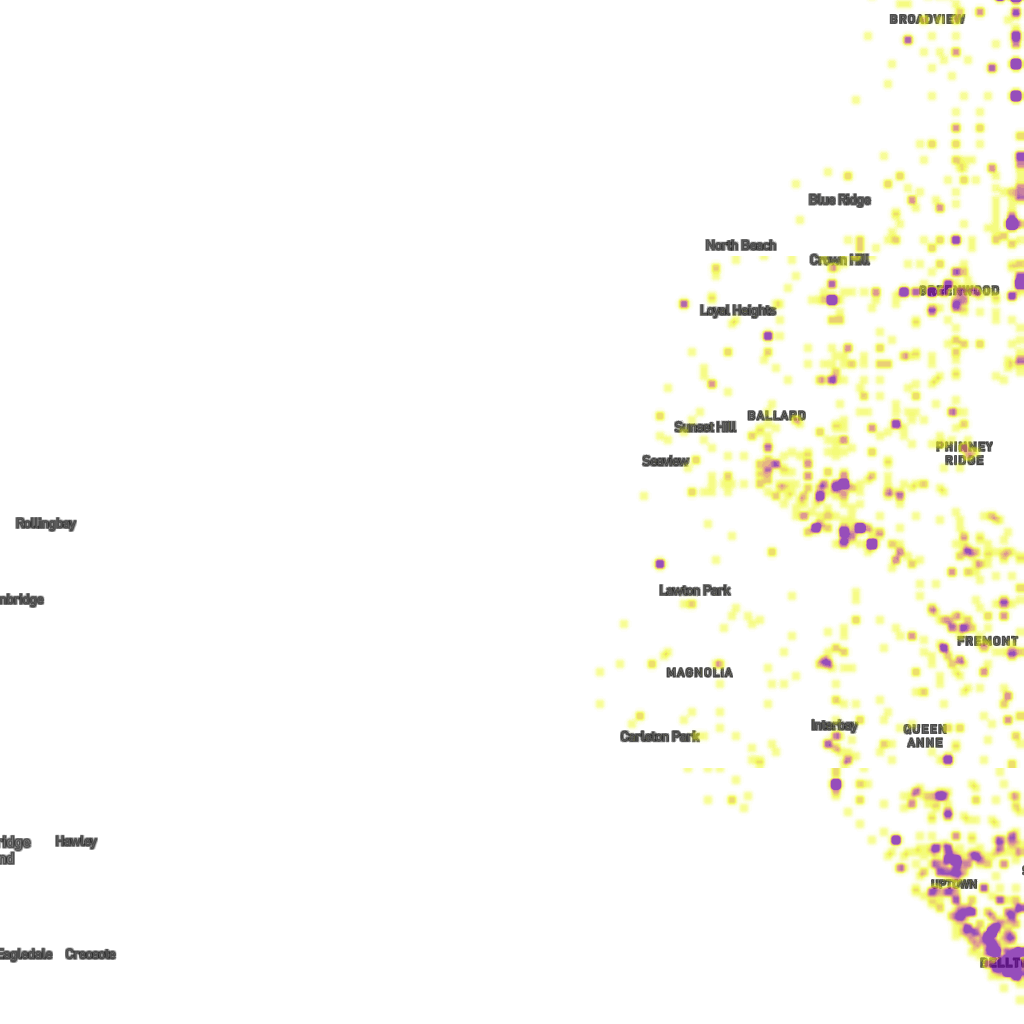 BROADVIEW
Blue Ridge
North Beach
Crown Hill
GREENWOOD
Loyal Heights
BALLARD
Sunset Hill
PHINNEY
RIDGE
Seaview
Rollingbay
Lawton Park
nbridge
FREMONT
MAGNOLIA
Interbay
QUEEN
ANNE
Carleton Park
ridge
nd
Hawley
UPTOWN
Eagledale
Creosote